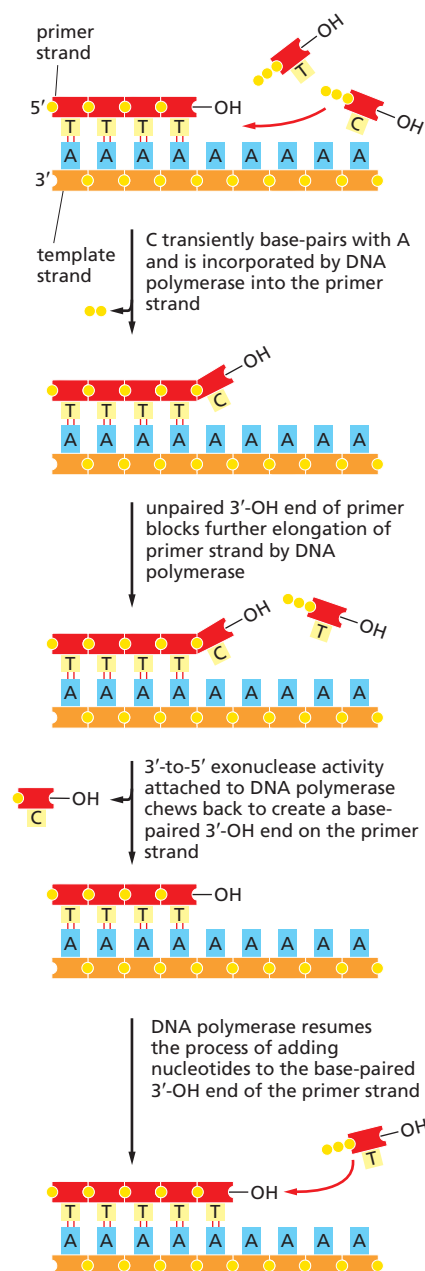 primer
strand
OH
T
5′
OH
C
OH
T T T T
A A A A A A A A A
3′
template
strand
C transiently base-pairs with A
and is incorporated by DNA
polymerase into the primer
strand
OH
C
T T T T
A A A A A A A A A
unpaired 3′-OH end of primer
blocks further elongation of
primer strand by DNA
polymerase
OH
T
OH
C
T T T T
A A A A A A A A A
3′-to-5′ exonuclease activity
attached to DNA polymerase
chews back to create a base-
paired 3′-OH end on the primer
strand
OH
C
OH
T T T T
A A A A A A A A A
DNA polymerase resumes
the process of adding
nucleotides to the base-paired
3′-OH end of the primer strand
OH
T
OH
T T T T T
A A A A A A A A A